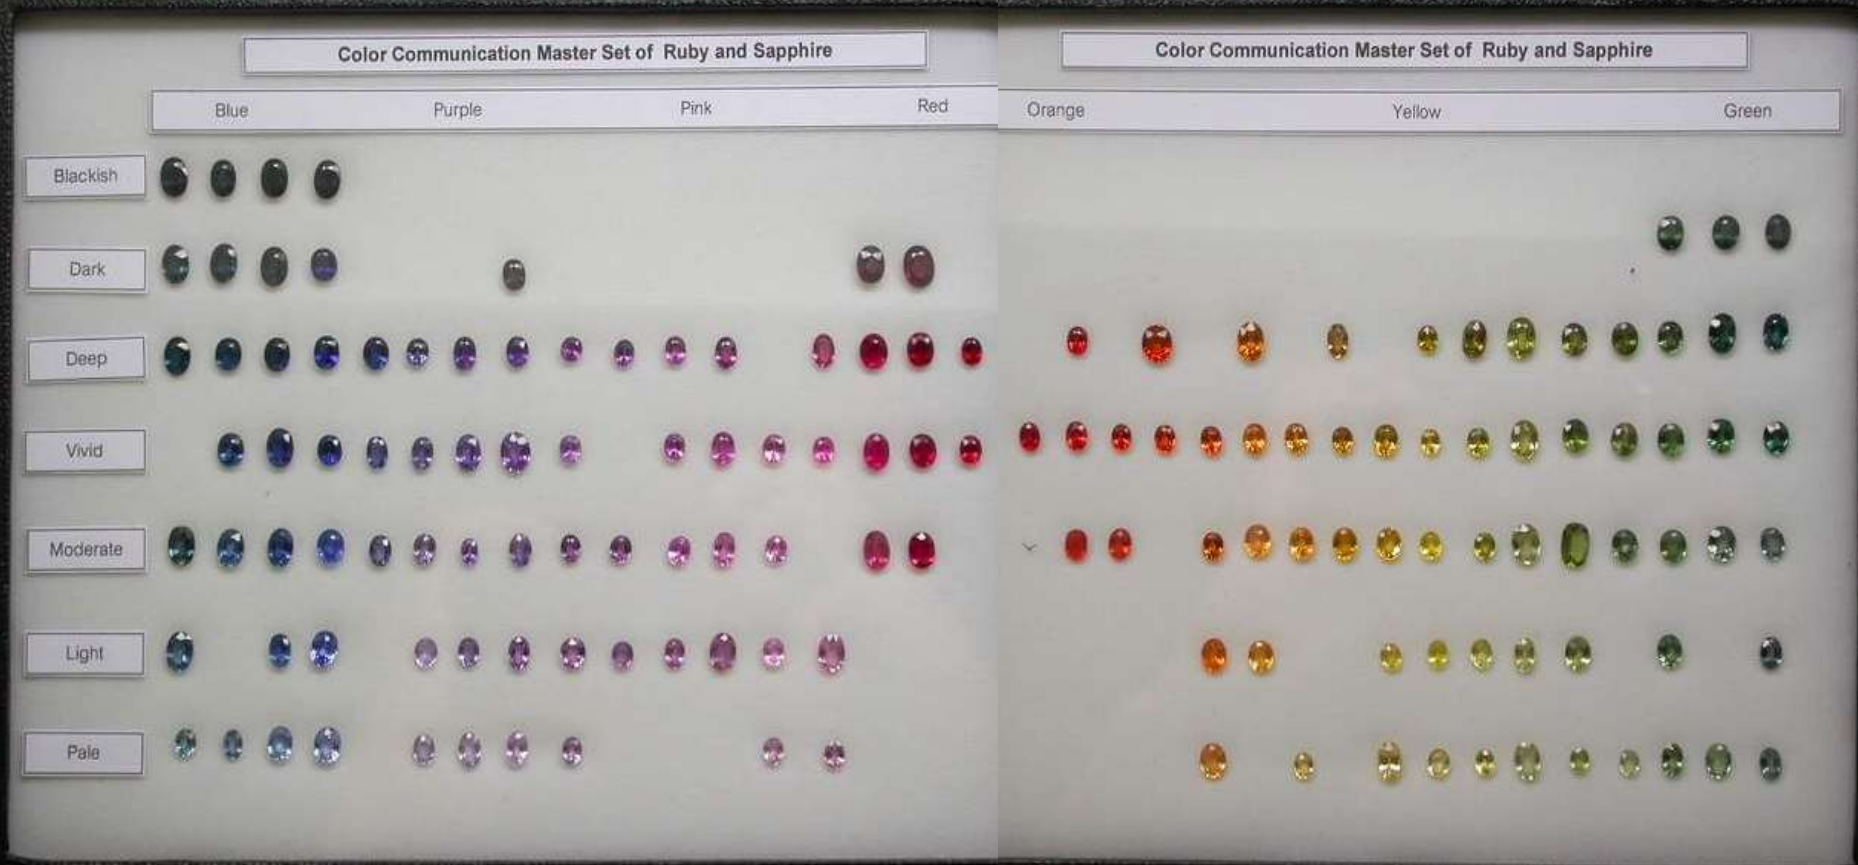 Color Communication Master Set of Ruby and Sapphire
Color Communication Master Set of Ruby and Sapphire
Blue Purple Pink Red Orange Yellow Green
Blackish
Dark
Deep
Vivid
Moderate
Light
Pale